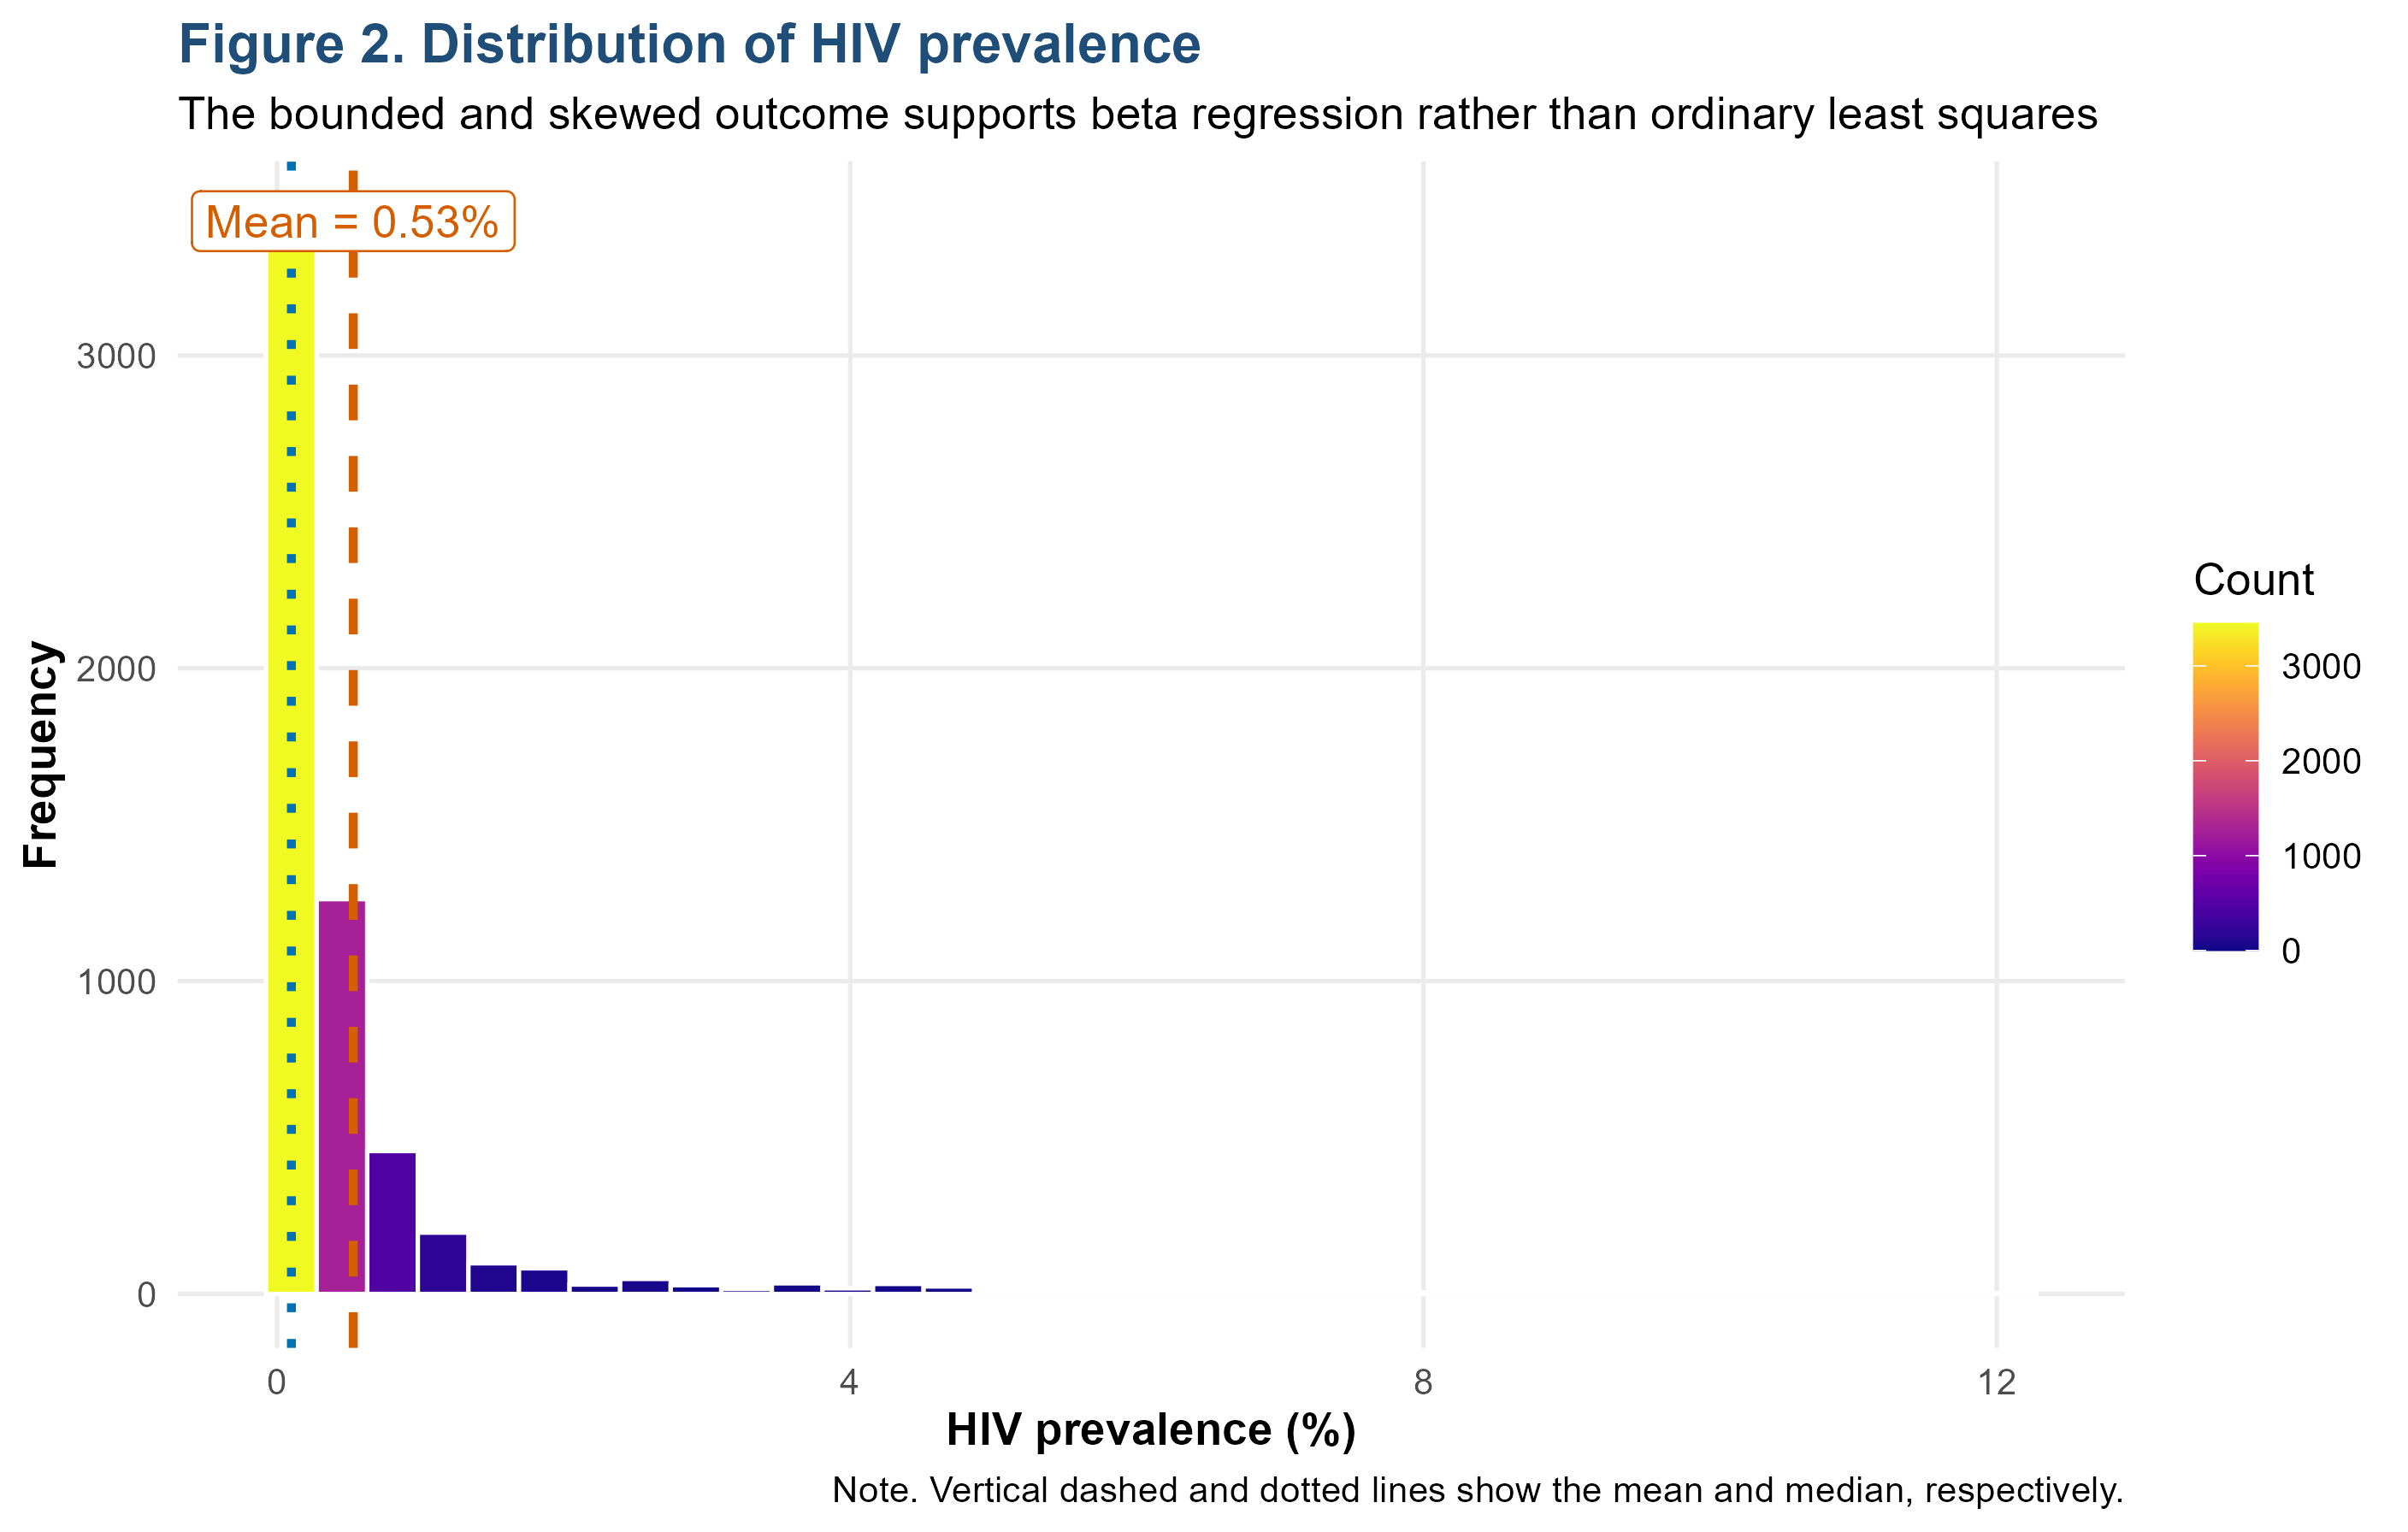 Figure 2. Distribution of HIV prevalence
The bounded and skewed outcome supports beta regression rather than ordinary least squares
Mean = 0.53%
3000
2000
1000
0
Frequency
0
4
8
12
HIV prevalence (%)
Note. Vertical dashed and dotted lines show the mean and median, respectively.
Count
3000
2000
1000
0